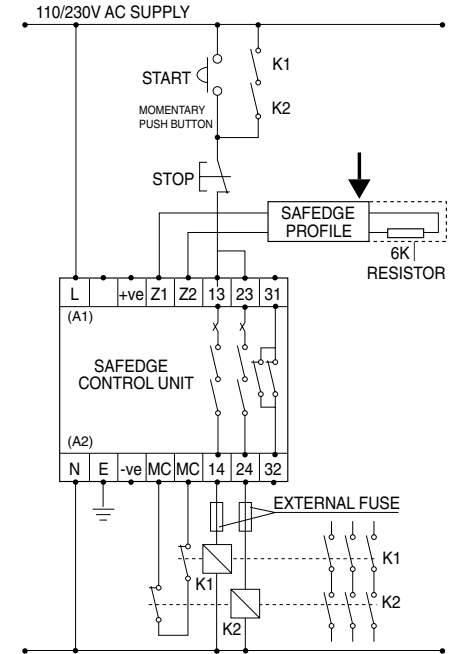 110/230V AC SUPPLY
K1
START
MOMENTARY
PUSH BUTTON
K2
STOP
SAFEDGE
PROFILE
6K
RESISTOR
L +ve Z1 Z2 13 23 31
(A1)
SAFEDGE
CONTROL UNIT
(A2)
N E -ve MC MC 14 24 32
EXTERNAL FUSE
K1
K1
K2
K2